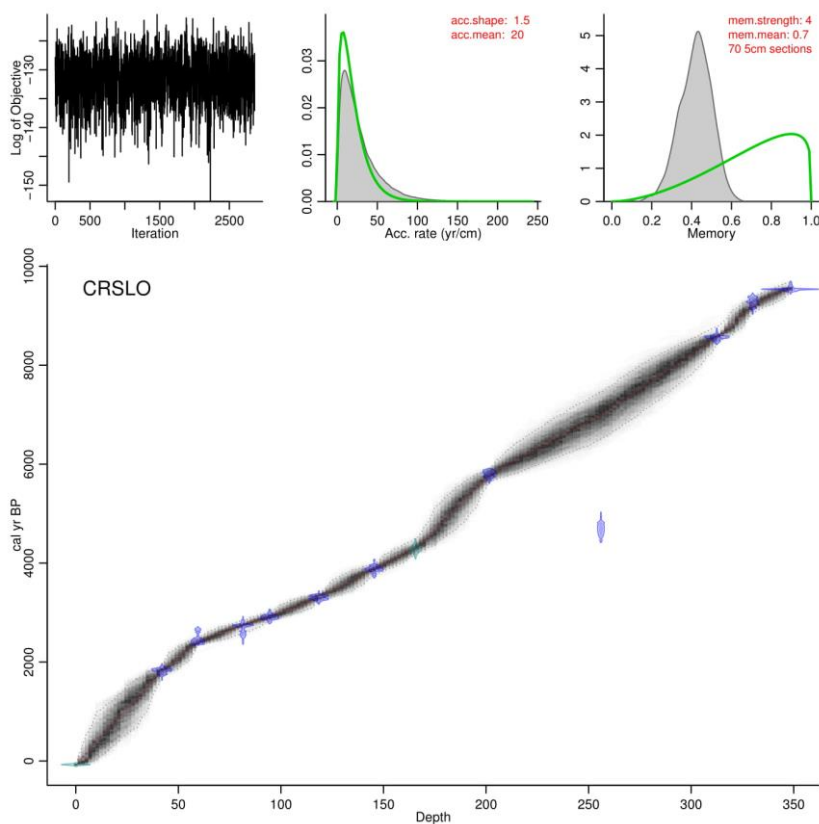 -130
-140
-150
Log of Objective
0 500 1500 2500
Iteration
acc.shape: 1.5
acc.mean: 20
0.00 0.01 0.02 0.03
0 50 100 150 200 250
Acc. rate (yr/cm)
mem.strength: 4
mem.mean: 0.7
70 5cm sections
0 1 2 3 4 5
0.0 0.2 0.4 0.6 0.8 1.0
Memory
CRSLO
0 2000 4000 6000 8000 10000
cal yr BP
0 50 100 150 200 250 300 350
Depth